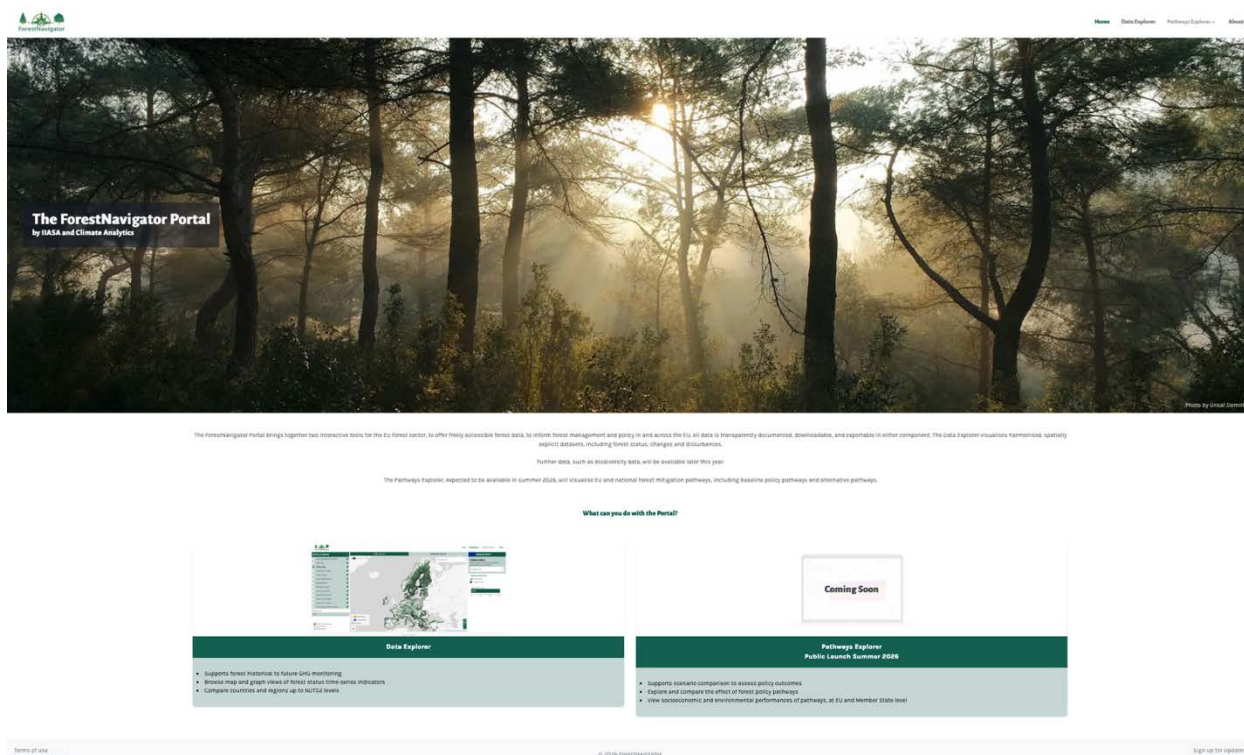 ForestNavigator
Home Data Explorer Pathways Explorer About
The ForestNavigator Portal
by IIASA and Climate Analytics
Photo by Ünsal Demir
The ForestNavigator Portal brings together two interactive tools for the EU forest sector, to offer freely accessible forest data, to inform forest management and policy in and across the EU. All data is transparently documented, downloadable, and exportable in either component. The Data Explorer visualises harmonised, spatially
explicit datasets, including forest status, changes and disturbances.
Further data, such as biodiversity data, will be available later this year.
The Pathways Explorer, expected to be available in summer 2026, will visualise EU and national forest mitigation pathways, including baseline policy pathways and alternative pathways.
What can you do with the Portal?
Coming Soon
Data Explorer
Pathways Explorer
Public Launch Summer 2026
• Supports forest historical to future GHG monitoring
• Browse map and graph views of forest status time-series indicators
• Compare countries and regions up to NUTS2 levels
• Supports scenario comparison to assess policy outcomes
• Explore and compare the effect of forest policy pathways
• View socioeconomic and environmental performances of pathways, at EU and Member State level
Terms of use
© 2026 ForestNavigator
Sign up for Update